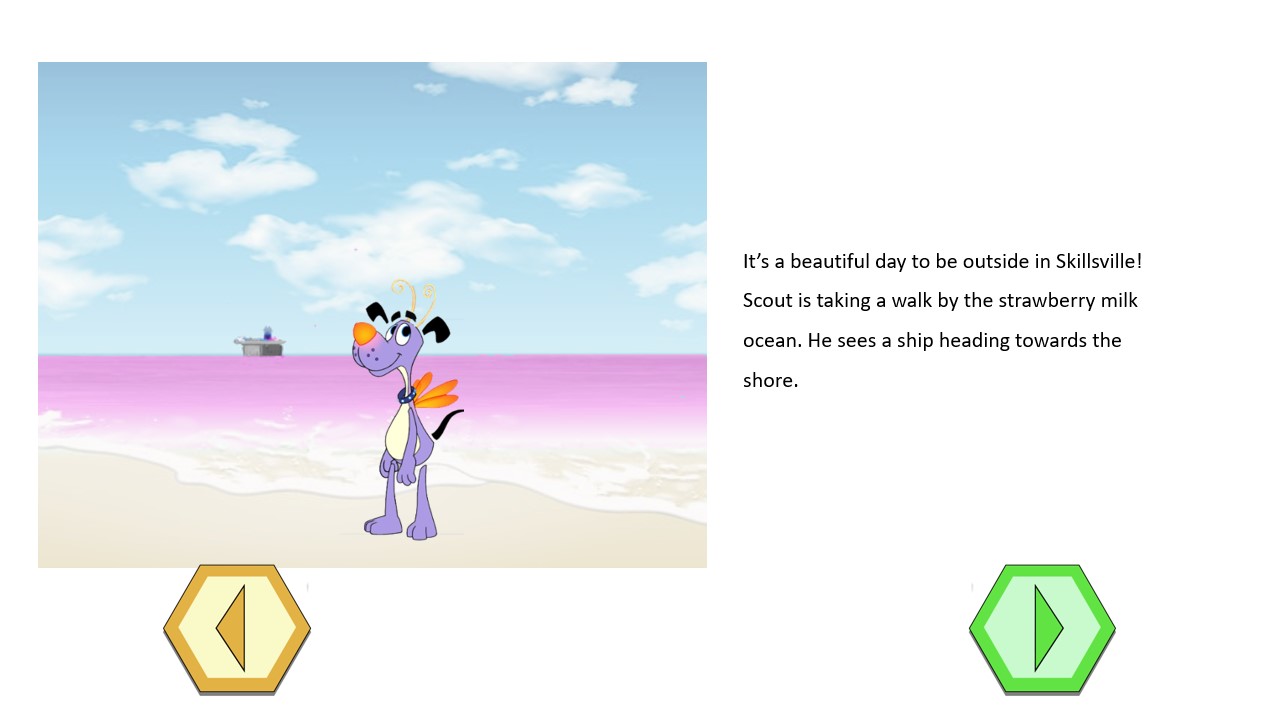 It’s a beautiful day to be outside in Skillsville!
Scout is taking a walk by the strawberry milk
ocean. He sees a ship heading towards the
shore.